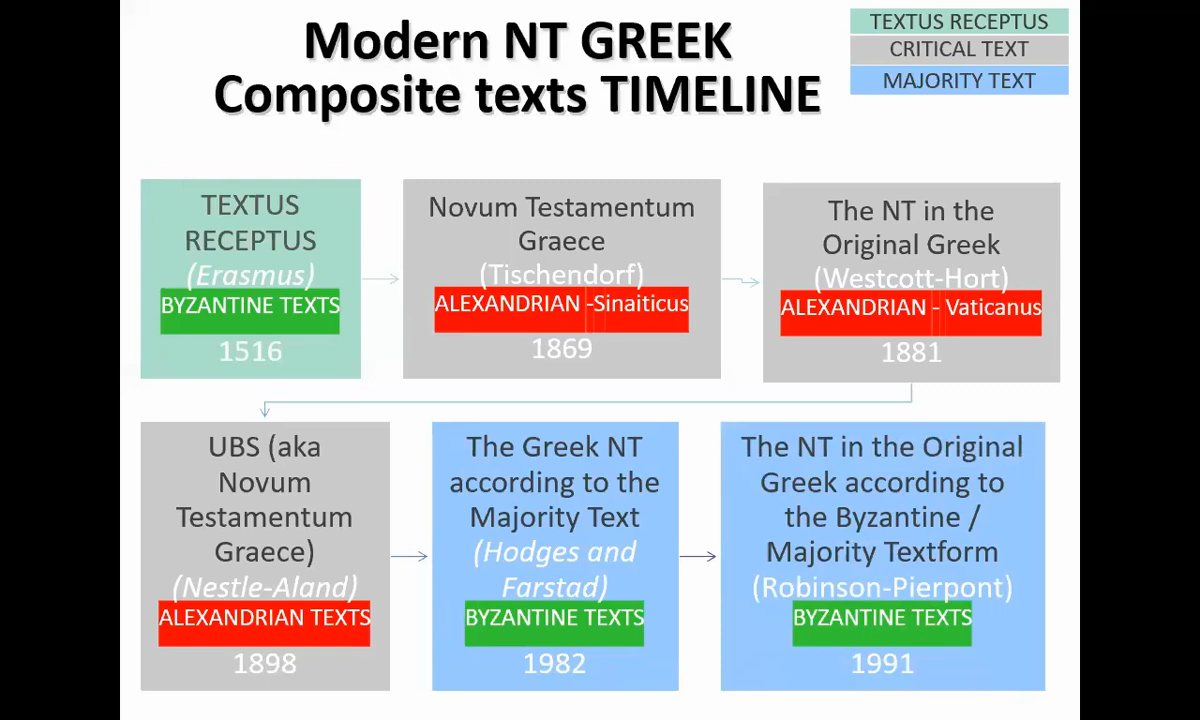 Modern NT GREEK
Composite texts TIMELINE
TEXTUS RECEPTUS
CRITICAL TEXT
MAJORITY TEXT
TEXTUS
RECEPTUS
(Erasmus)
BYZANTINE TEXTS
1516
Novum Testamentum
Graece
(Tischendorf)
ALEXANDRIAN -Sinaiticus
1869
The NT in the
Original Greek
(Westcott-Hort)
ALEXANDRIAN - Vaticanus
1881
UBS (aka
Novum
Testamentum
Graece)
(Nestle-Aland)
ALEXANDRIAN TEXTS
1898
The Greek NT
according to the
Majority Text
(Hodges and
Farstad)
BYZANTINE TEXTS
1982
The NT in the Original
Greek according to
the Byzantine /
Majority Textform
(Robinson-Pierpont)
BYZANTINE TEXTS
1991